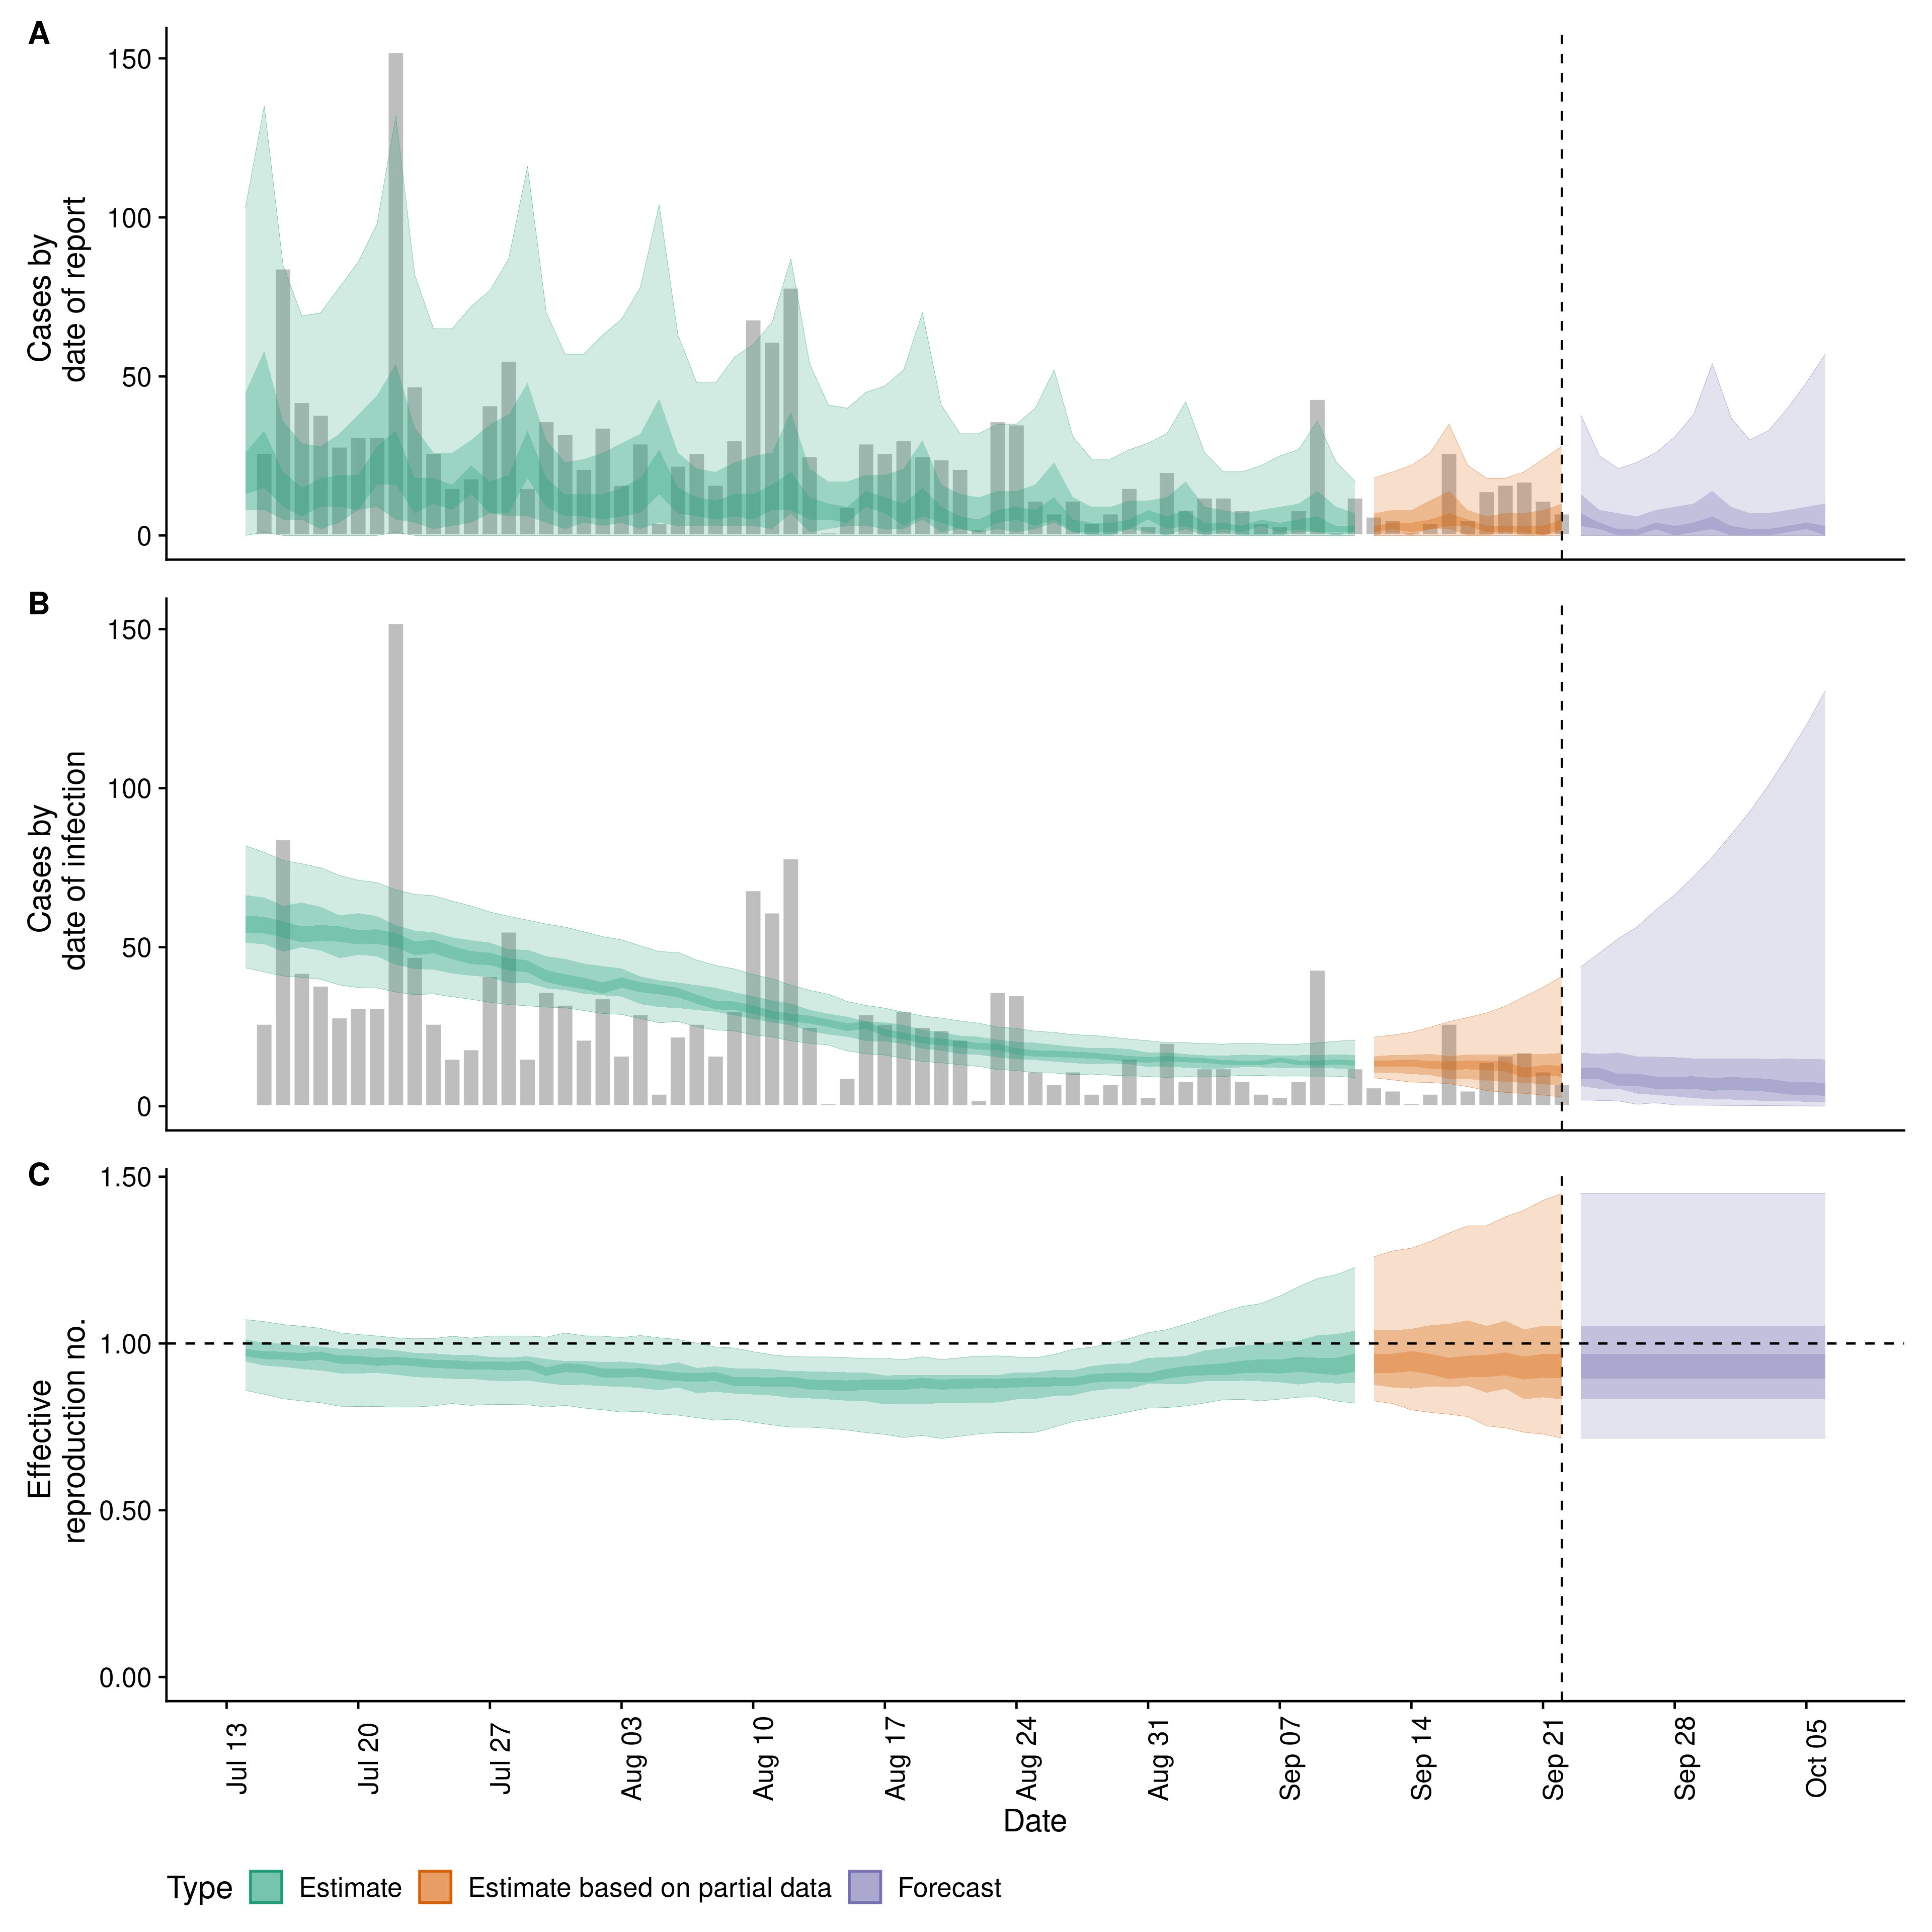 A
150
100
50
0
Cases by
date of report
B
150
100
50
0
Cases by
date of infection
C
1.50
1.00
0.50
0.00
Effective
reproduction no.
Jul 13
Jul 20
Jul 27
Aug 03
Aug 10
Aug 17
Aug 24
Aug 31
Sep 07
Sep 14
Sep 21
Sep 28
Oct 05
Date
Type
Estimate
Estimate based on partial data
Forecast